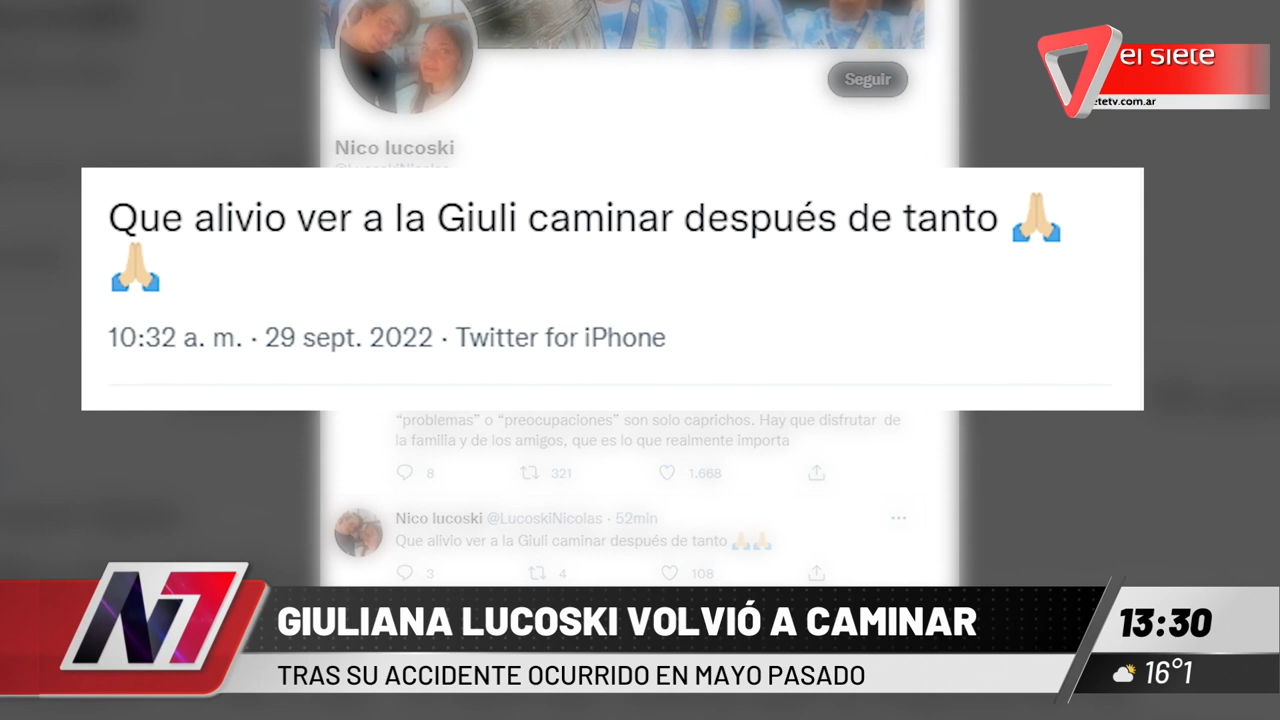 el siete
etetv.com.ar
Seguir
Nico lucoski
@LucoskiNicolas
Que alivio ver a la Giuli caminar después de tanto 🙏🏼
🙏🏼
10:32 a. m. · 29 sept. 2022 · Twitter for iPhone
“problemas” o “preocupaciones” son solo caprichos. Hay que disfrutar de
la familia y de los amigos, que es lo que realmente importa
8 321 1.668
Nico lucoski @LucoskiNicolas · 52min ···
Que alivio ver a la Giuli caminar después de tanto 🙏🏼🙏🏼
3 4 108
N7
GIULIANA LUCOSKI VOLVIÓ A CAMINAR
13:30
TRAS SU ACCIDENTE OCURRIDO EN MAYO PASADO
16°1